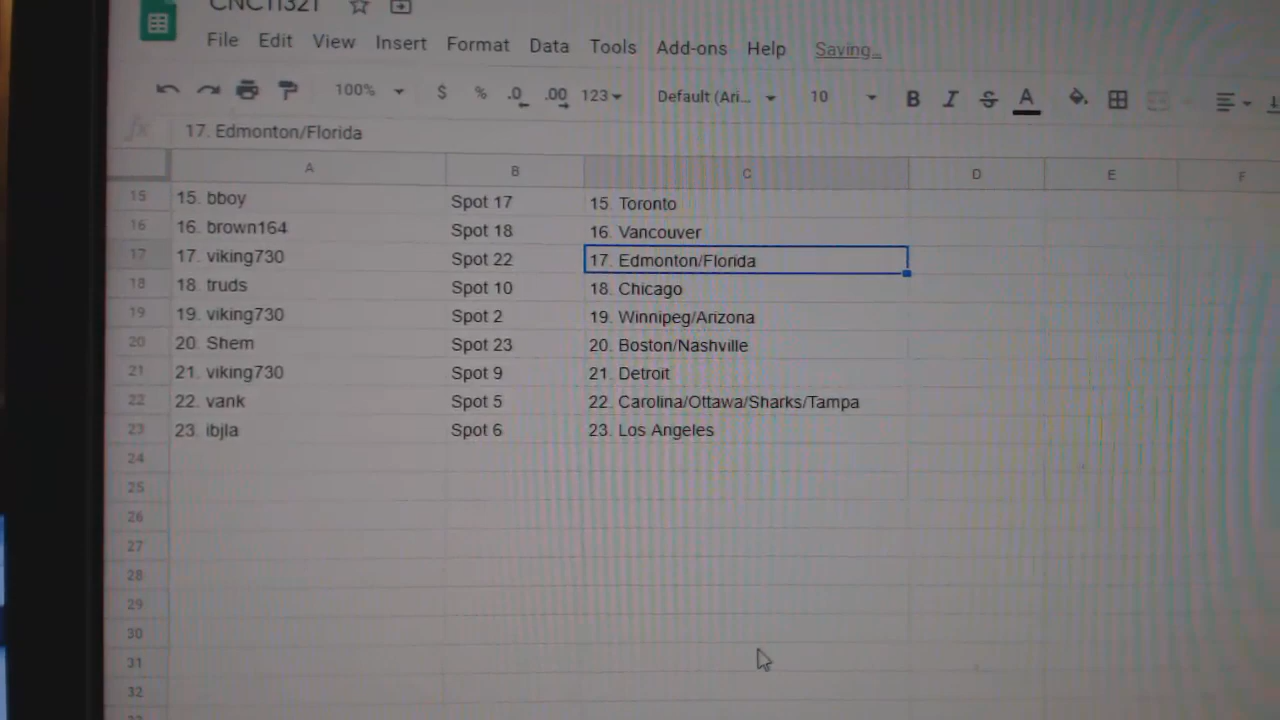 CNC11321
File Edit View Insert Format Data Tools Add-ons Help Saving…
100% $ % .0 .00 123 Default (Ari... 10 B I S A
fx 17. Edmonton/Florida
A B C D E F
15 15. bboy Spot 17 15. Toronto
16 16. brown164 Spot 18 16. Vancouver
17 17. viking730 Spot 22 17. Edmonton/Florida
18 18. truds Spot 10 18. Chicago
19 19. viking730 Spot 2 19. Winnipeg/Arizona
20 20. Shem Spot 23 20. Boston/Nashville
21 21. viking730 Spot 9 21. Detroit
22 22. vank Spot 5 22. Carolina/Ottawa/Sharks/Tampa
23 23. ibjla Spot 6 23. Los Angeles
24
25
26
27
28
29
30
31
32